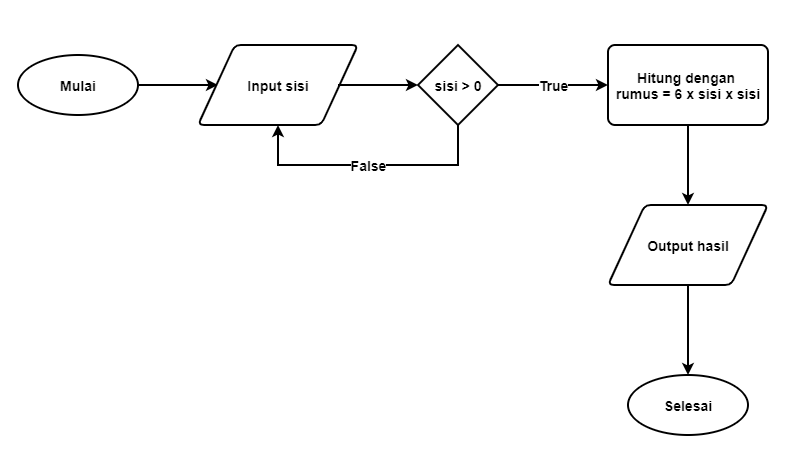 Mulai
Input sisi
sisi > 0
True
Hitung dengan
rumus = 6 x sisi x sisi
False
Output hasil
Selesai